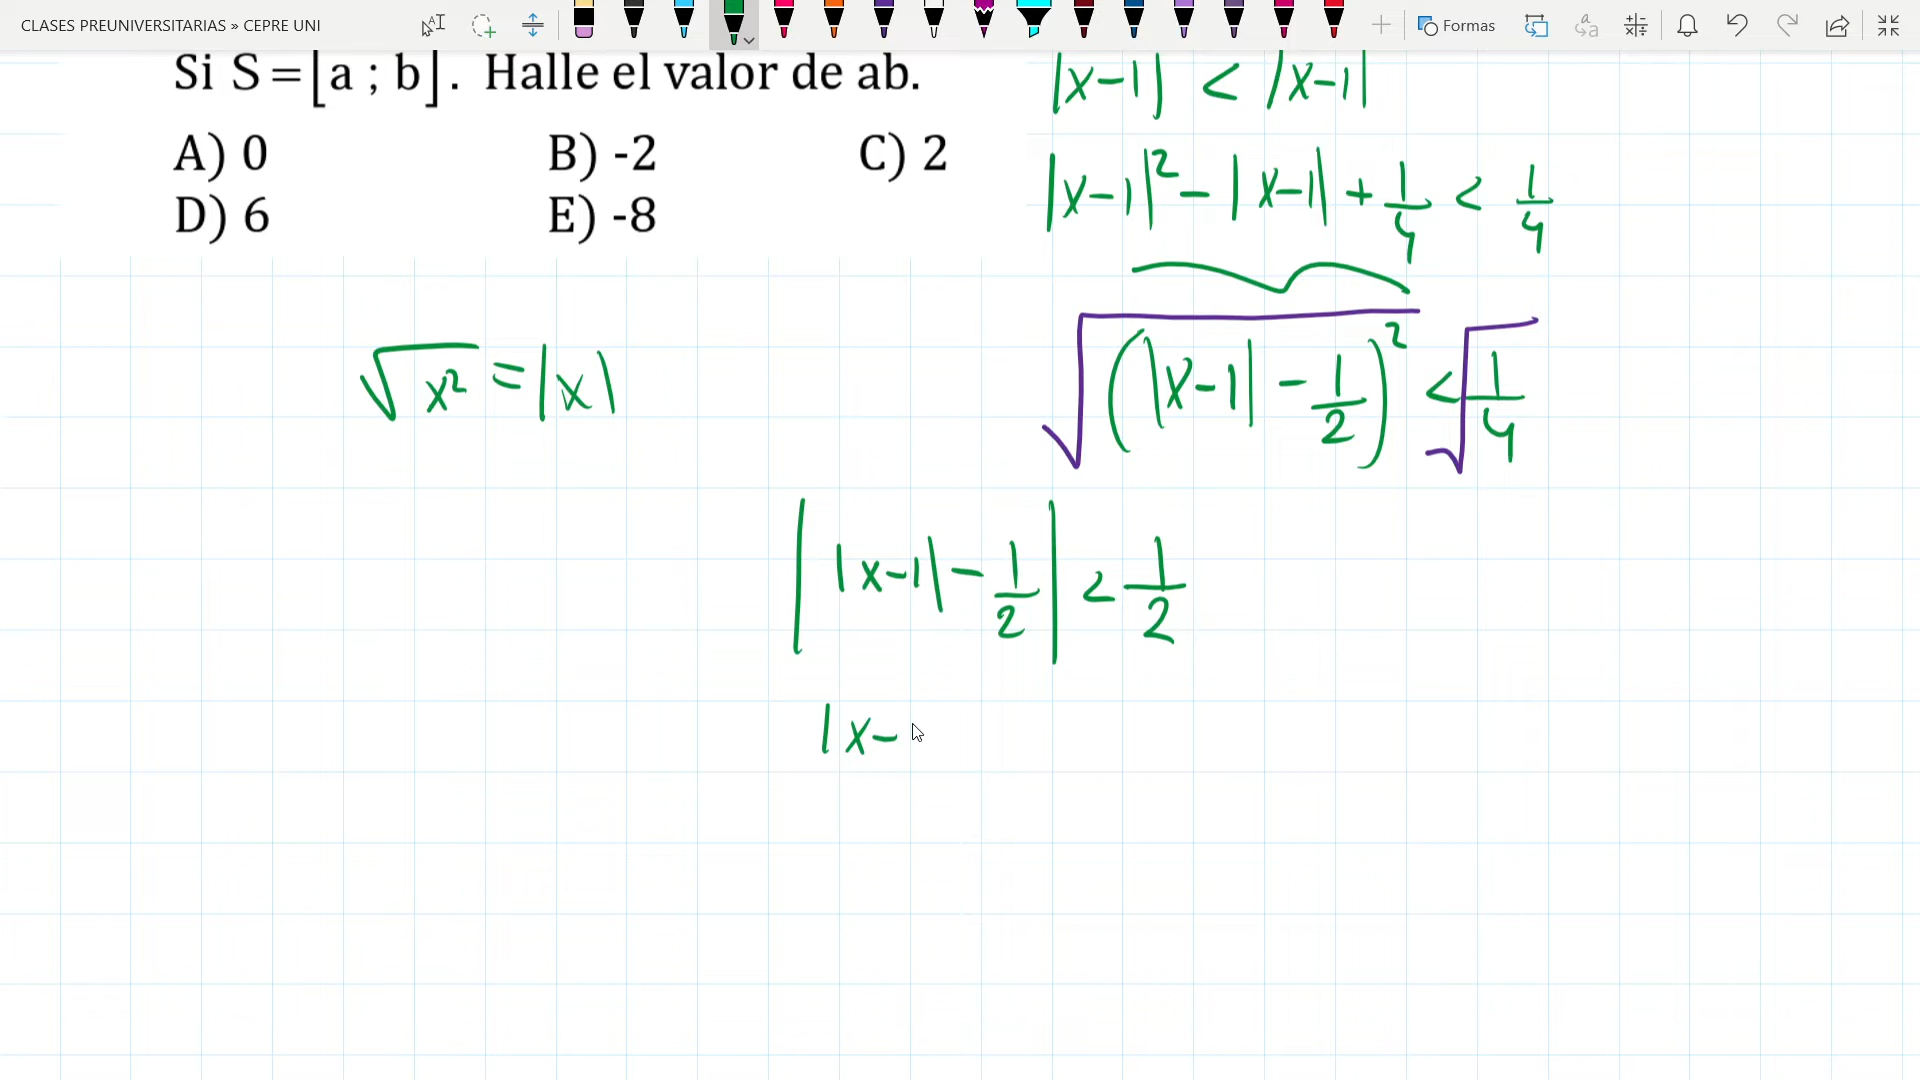 CLASES PREUNIVERSITARIAS » CEPRE UNI
Formas
Si S = [a ; b]. Halle el valor de ab.
A) 0 B) -2 C) 2
D) 6 E) -8
|x-1| < |x-1|
|x-1|² - |x-1| + 1/4 < 1/4
√x² = |x|
√(|x-1| - 1/2)² < √1/4
| |x-1| - 1/2 | < 1/2
|x-